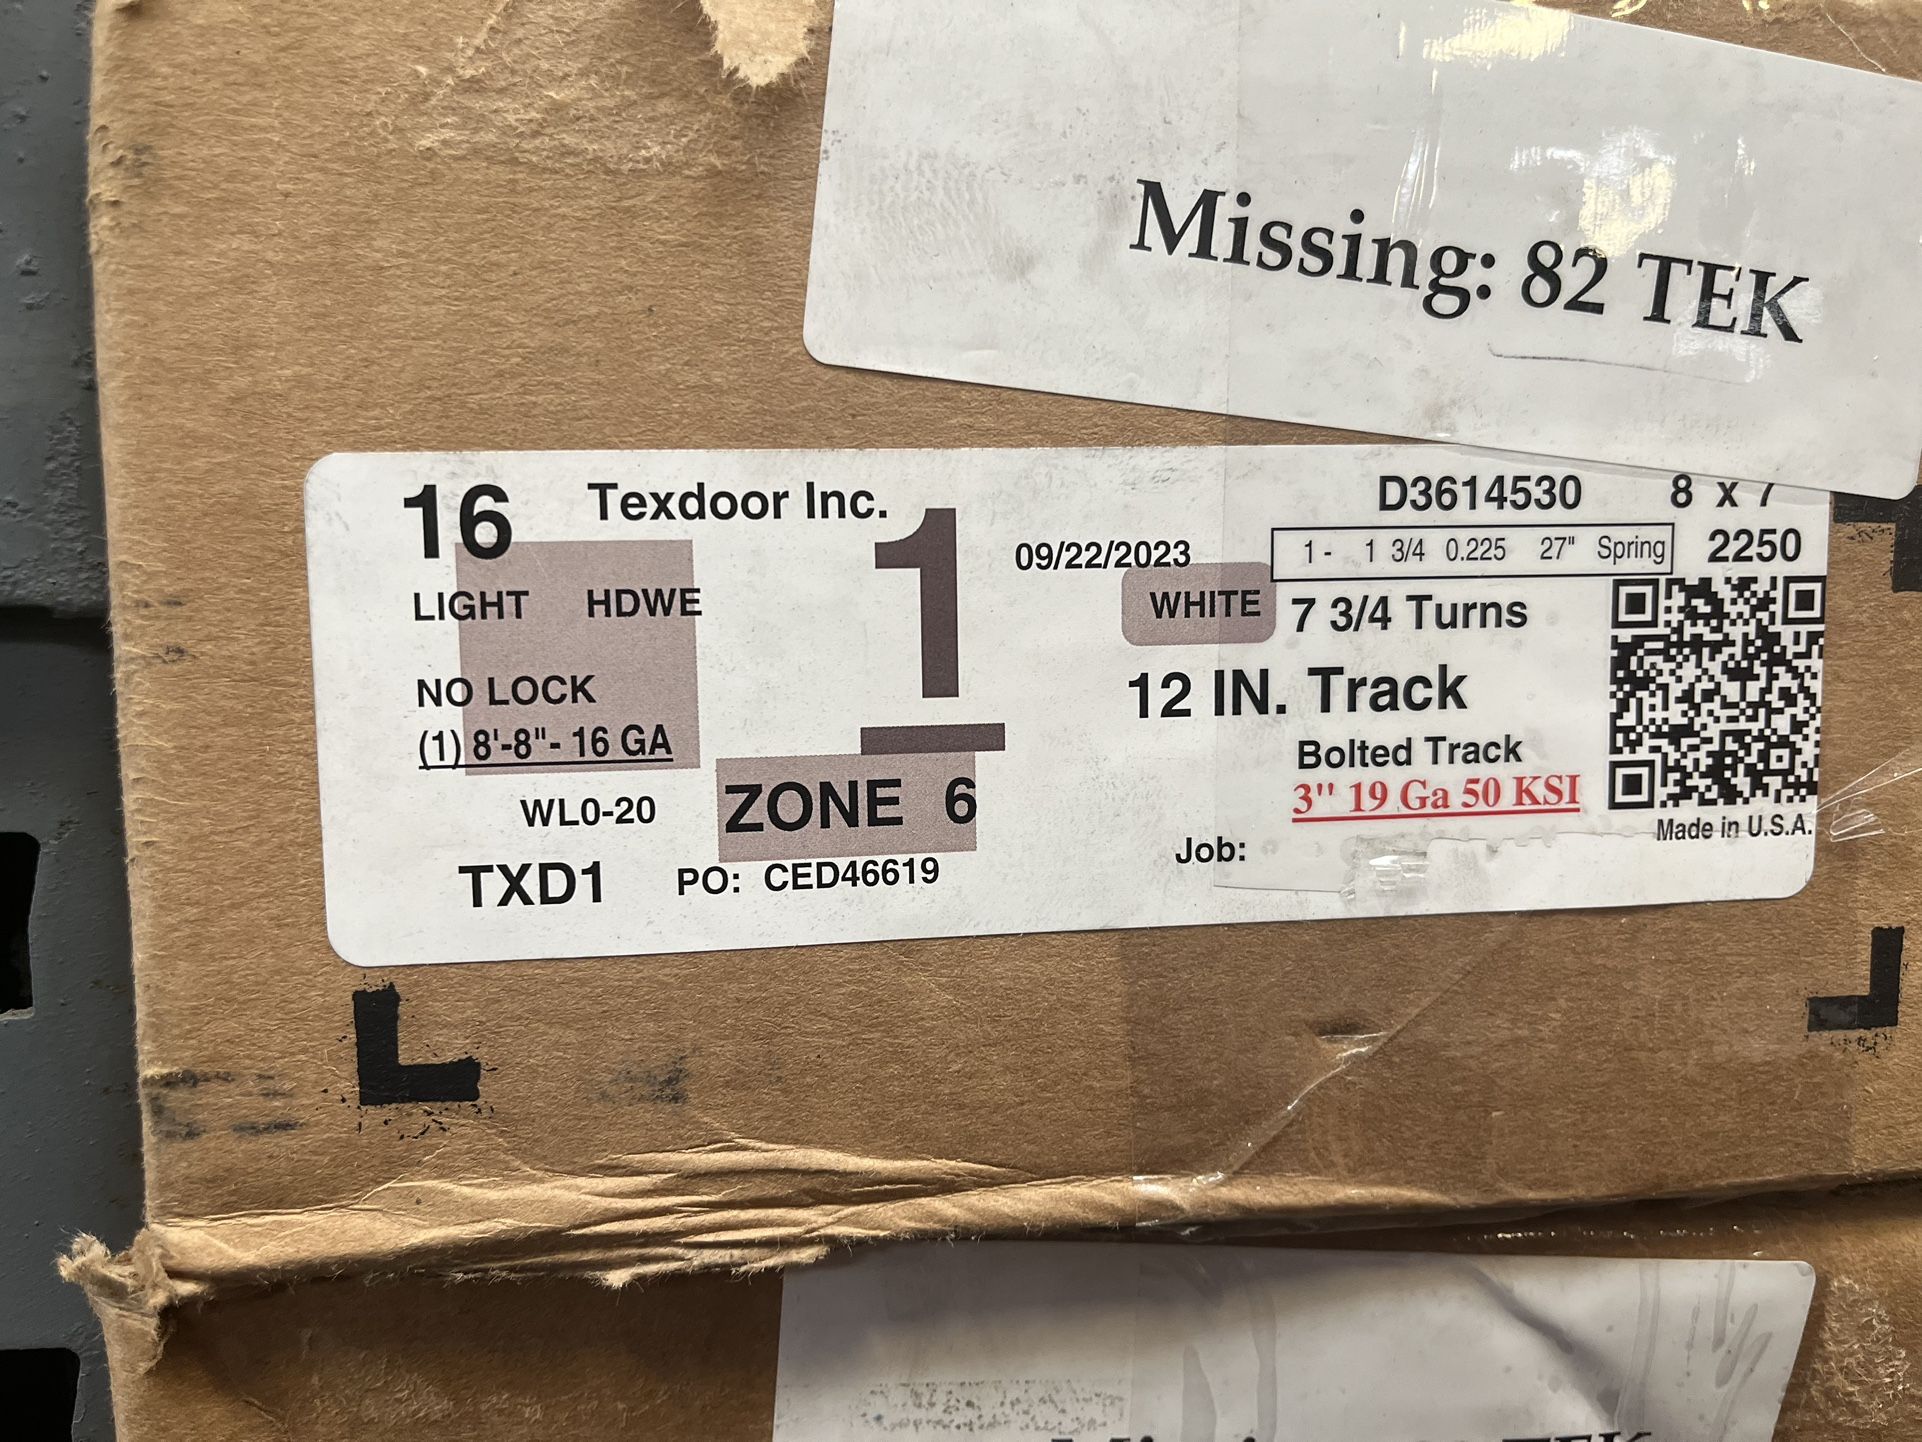 Missing: 82 TEK
16 Texdoor Inc. 1 D3614530 8 x 7
09/22/2023 1 - 1 3/4 0.225 27" Spring 2250
LIGHT HDWE WHITE 7 3/4 Turns
NO LOCK 12 IN. Track
(1) 8'-8"- 16 GA Bolted Track
WL0-20 ZONE 6 3" 19 Ga 50 KSI
Made in U.S.A.
TXD1 PO: CED46619 Job:
TEK